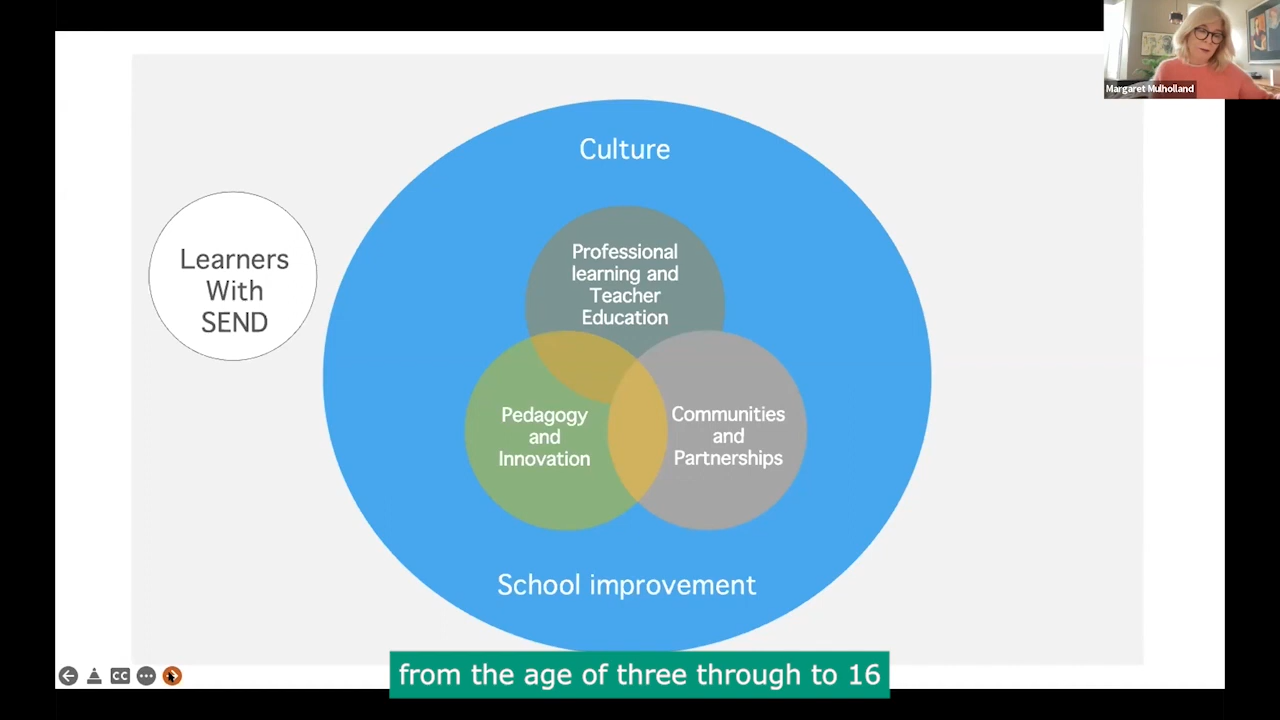 Margaret Mulholland
Culture
Learners
With
SEND
Professional
learning and
Teacher
Education
Pedagogy
and
Innovation
Communities
and
Partnerships
School improvement
CC
from the age of three through to 16